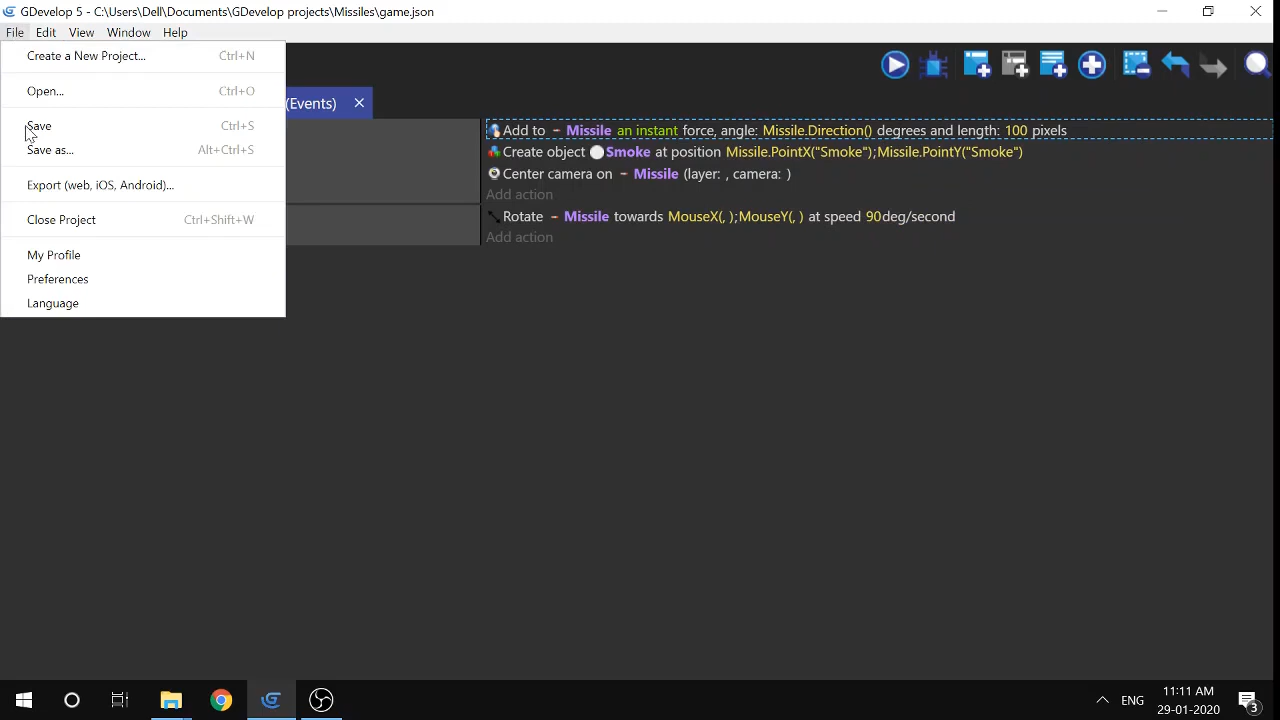 GDevelop 5 - C:\Users\Dell\Documents\GDevelop projects\Missiles\game.json
File Edit View Window Help
Create a New Project... Ctrl+N
Open... Ctrl+O
Save Ctrl+S
Save as... Alt+Ctrl+S
Export (web, iOS, Android)...
Close Project Ctrl+Shift+W
My Profile
Preferences
Language
(Events)
Add to Missile an instant force, angle: Missile.Direction() degrees and length: 100 pixels
Create object Smoke at position Missile.PointX("Smoke");Missile.PointY("Smoke")
Center camera on Missile (layer: , camera: )
Add action
Rotate Missile towards MouseX(, );MouseY(, ) at speed 90deg/second
Add action
ENG
11:11 AM
29-01-2020
3